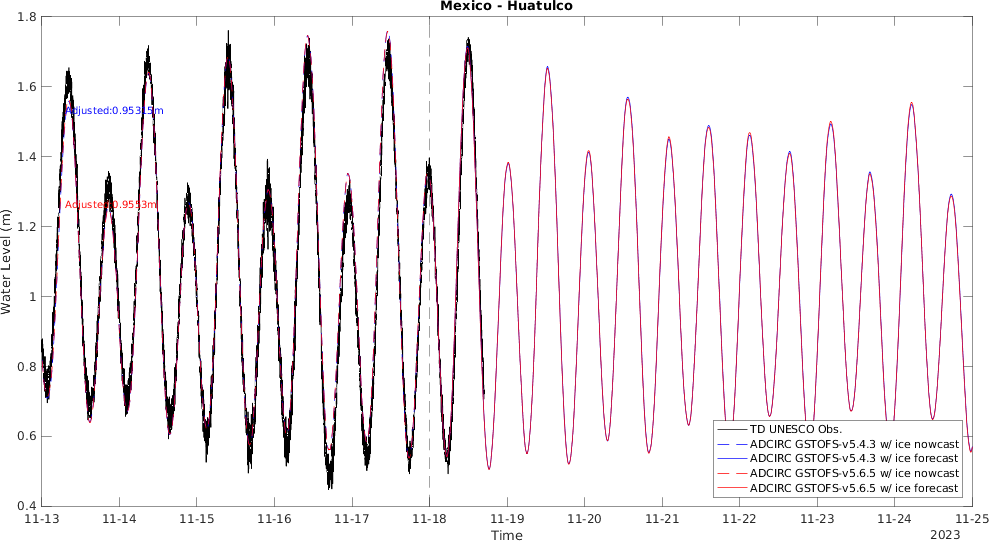 Mexico - Huatulco
1.8
1.6
1.4
1.2
1
0.8
0.6
0.4
Water Level (m)
Adjusted:0.95315m
Adjusted:0.9553m
TD UNESCO Obs.
ADCIRC GSTOFS-v5.4.3 w/ ice nowcast
ADCIRC GSTOFS-v5.4.3 w/ ice forecast
ADCIRC GSTOFS-v5.6.5 w/ ice nowcast
ADCIRC GSTOFS-v5.6.5 w/ ice forecast
11-13 11-14 11-15 11-16 11-17 11-18 11-19 11-20 11-21 11-22 11-23 11-24 11-25
Time
2023